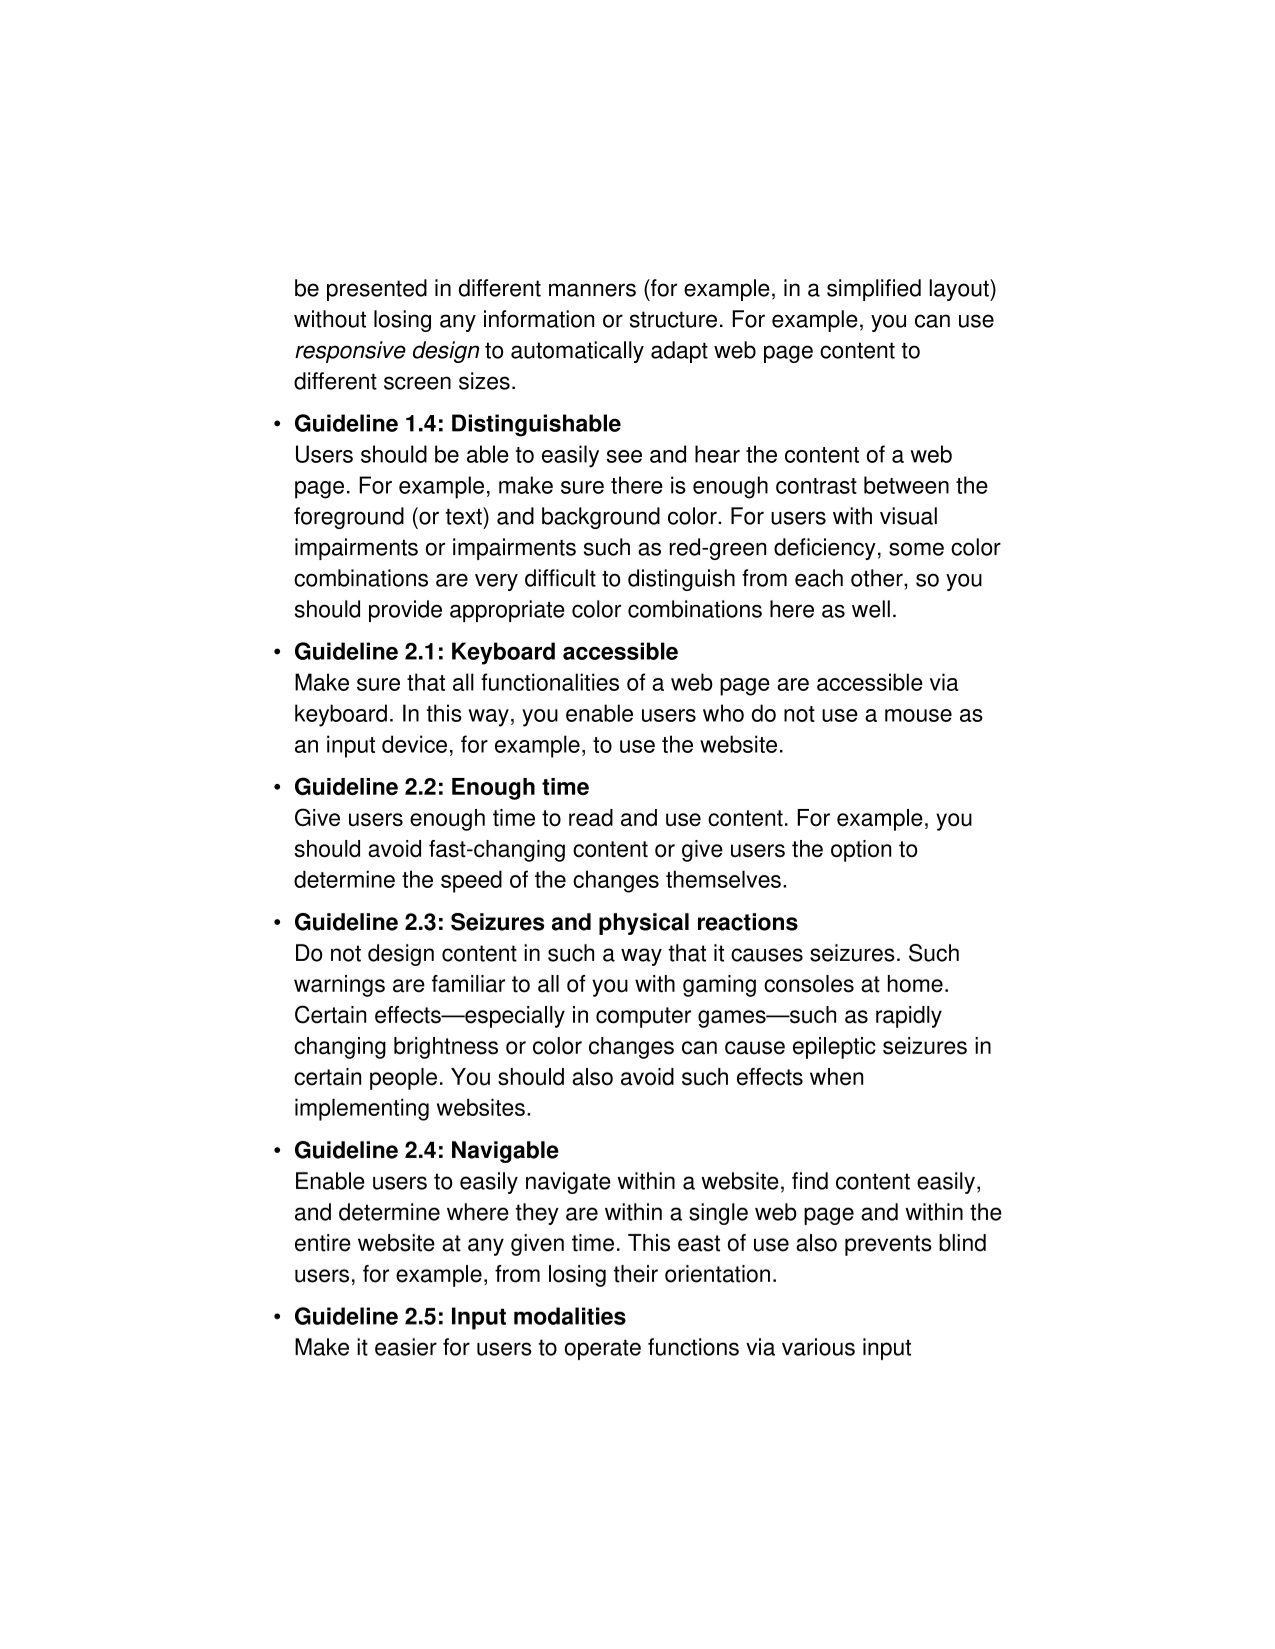 be presented in different manners (for example, in a simplified layout)
without losing any information or structure. For example, you can use
responsive design to automatically adapt web page content to
different screen sizes.
• Guideline 1.4: Distinguishable
Users should be able to easily see and hear the content of a web
page. For example, make sure there is enough contrast between the
foreground (or text) and background color. For users with visual
impairments or impairments such as red-green deficiency, some color
combinations are very difficult to distinguish from each other, so you
should provide appropriate color combinations here as well.
• Guideline 2.1: Keyboard accessible
Make sure that all functionalities of a web page are accessible via
keyboard. In this way, you enable users who do not use a mouse as
an input device, for example, to use the website.
• Guideline 2.2: Enough time
Give users enough time to read and use content. For example, you
should avoid fast-changing content or give users the option to
determine the speed of the changes themselves.
• Guideline 2.3: Seizures and physical reactions
Do not design content in such a way that it causes seizures. Such
warnings are familiar to all of you with gaming consoles at home.
Certain effects—especially in computer games—such as rapidly
changing brightness or color changes can cause epileptic seizures in
certain people. You should also avoid such effects when
implementing websites.
• Guideline 2.4: Navigable
Enable users to easily navigate within a website, find content easily,
and determine where they are within a single web page and within the
entire website at any given time. This east of use also prevents blind
users, for example, from losing their orientation.
• Guideline 2.5: Input modalities
Make it easier for users to operate functions via various input